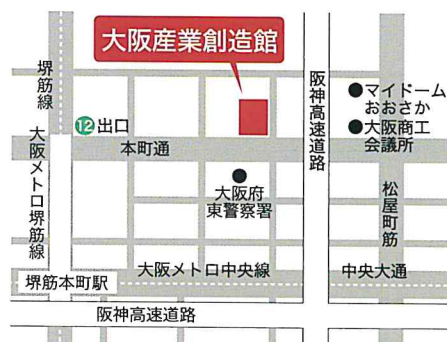 大阪産業創造館
堺筋線
⑫出口
本町通
大阪メトロ堺筋線
阪神高速道路
マイドーム
おおさか
大阪商工
会議所
大阪府
東警察署
松屋町筋
大阪メトロ中央線
中央大通
堺筋本町駅
阪神高速道路